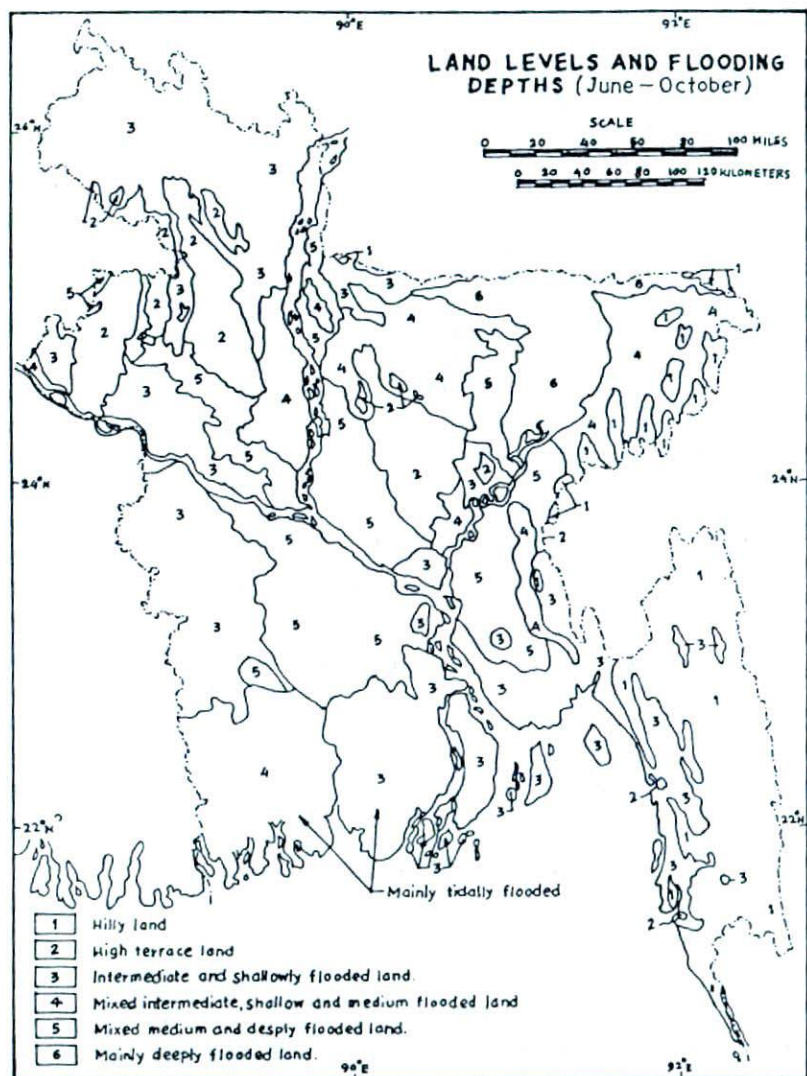 90°E
92°E
LAND LEVELS AND FLOODING
DEPTHS (June – October)
SCALE
0 20 40 60 80 100 MILES
0 20 40 60 80 100 120 KILOMETERS
26°N
24°N
24°N
22°N
22°N
Mainly tidally flooded
1 Hilly land
2 High terrace land
3 Intermediate and shallowly flooded land.
4 Mixed intermediate, shallow and medium flooded land
5 Mixed medium and desply flooded land.
6 Mainly deeply flooded land.
90°E
92°E